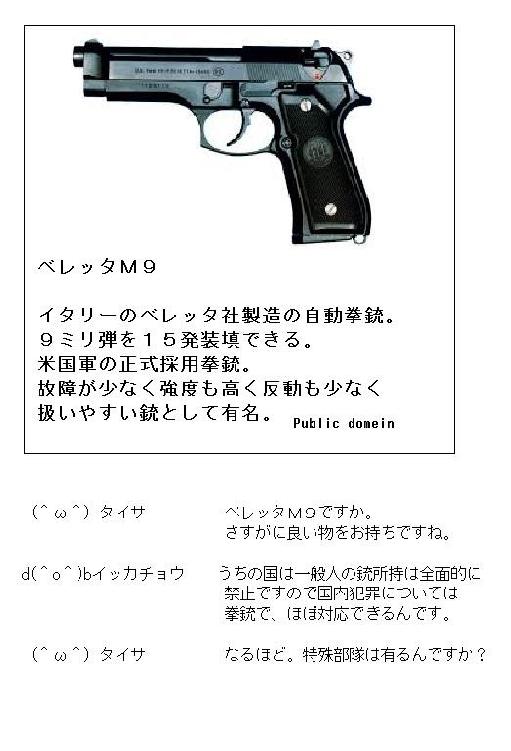 ベレッタＭ９
イタリーのベレッタ社製造の自動拳銃。
９ミリ弾を１５発装填できる。
米国軍の正式採用拳銃。
故障が少なく強度も高く反動も少なく
扱いやすい銃として有名。
Public domein
（＾ω＾）タイサ　ベレッタＭ９ですか。
さすがに良い物をお持ちですね。
d(＾o＾)bイッカチョウ　うちの国は一般人の銃所持は全面的に
禁止ですので国内犯罪については
拳銃で、ほぼ対応できるんです。
（＾ω＾）タイサ　なるほど。特殊部隊は有るんですか？